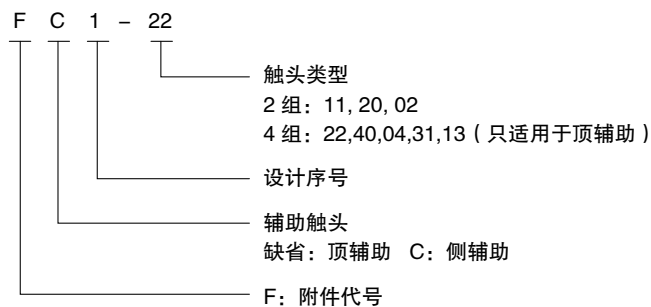 F C 1 – 22
触头类型
2 组：11, 20, 02
4 组：22,40,04,31,13（只适用于顶辅助）
设计序号
辅助触头
缺省：顶辅助 C：侧辅助
F：附件代号